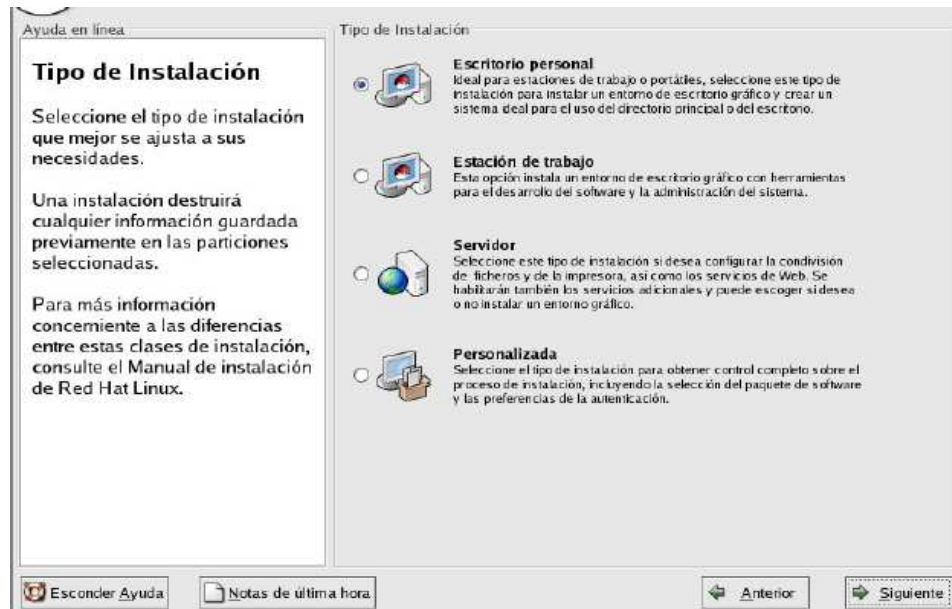 Ayuda en línea
Tipo de Instalación
Seleccione el tipo de instalación
que mejor se ajusta a sus
necesidades.
Una instalación destruirá
cualquier información guardada
previamente en las particiones
seleccionadas.
Para más información
concerniente a las diferencias
entre estas clases de instalación,
consulte el Manual de instalación
de Red Hat Linux.
Tipo de Instalación
Escritorio personal
Ideal para estaciones de trabajo o portátiles, seleccione este tipo de
instalación para instalar un entorno de escritorio gráfico y crear un
sistema ideal para el uso del directorio principal o del escritorio.
Estación de trabajo
Esta opción instala un entorno de escritorio gráfico con herramientas
para el desarrollo del software y la administración del sistema.
Servidor
Seleccione este tipo de instalación si desea configurar la condivisión
de ficheros y de la impresora, así como los servicios de Web. Se
habilitarán también los servicios adicionales y puede escoger si desea
o no instalar un entorno gráfico.
Personalizada
Seleccione el tipo de instalación para obtener control completo sobre el
proceso de instalación, incluyendo la selección del paquete de software
y las preferencias de la autenticación.
Esconder Ayuda
Notas de última hora
Anterior
Siguiente